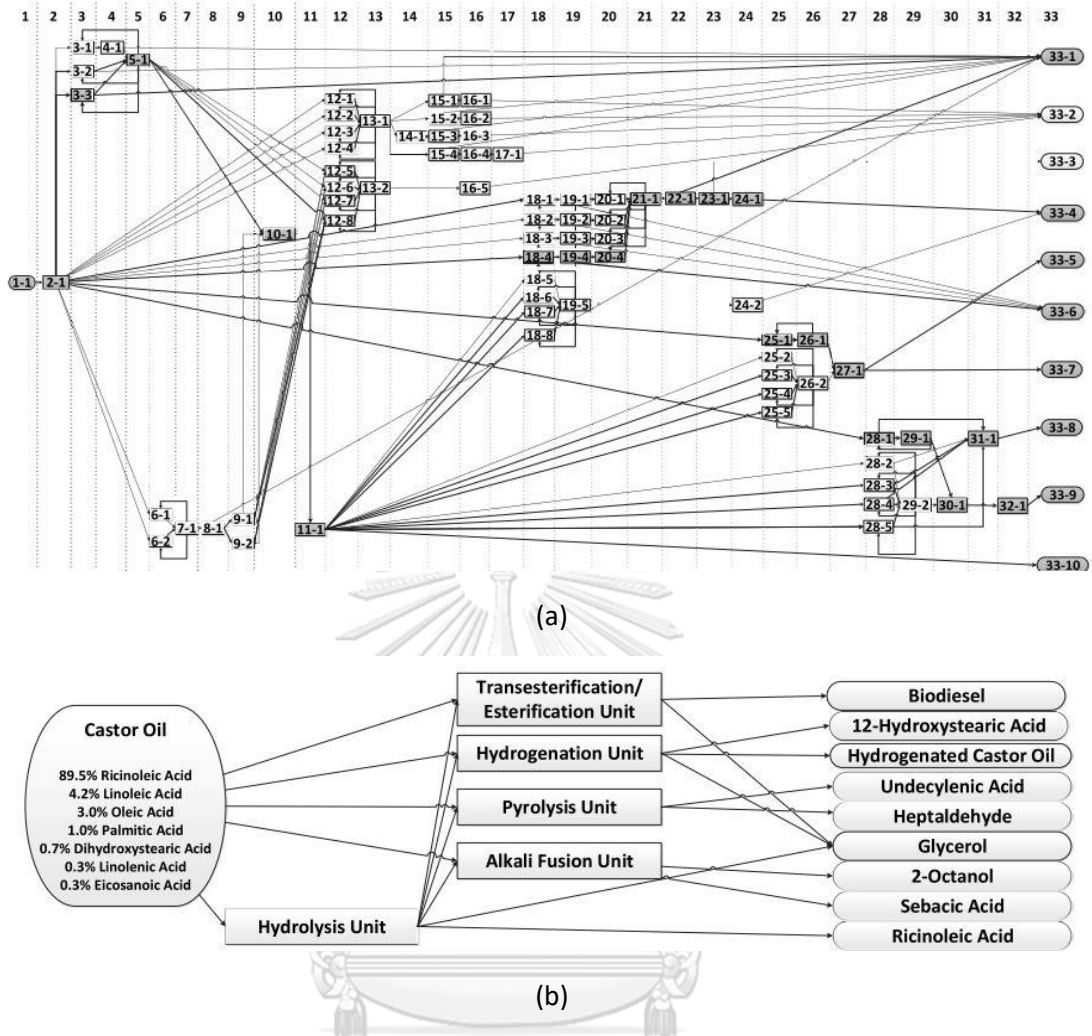 1 2 3 4 5 6 7 8 9 10 11 12 13 14 15 16 17 18 19 20 21 22 23 24 25 26 27 28 29 30 31 32 33
3-1 4-1
5-1
33-1
3-2
3-3
12-1
15-1 16-1
12-2
33-2
13-1
15-2 16-2
12-3
14-1 15-3 16-3
12-4
15-4 16-4 17-1
33-3
12-5
12-6
13-2
16-5
12-7
18-1 19-1 20-1 21-1 22-1 23-1 24-1
12-8
33-4
18-2 19-2 20-2
10-1
18-3 19-3 20-3
18-4 19-4 20-4
33-5
1-1 2-1
18-5
18-6
19-5
24-2
18-7
33-6
18-8
25-1 26-1
25-2
27-1
33-7
25-3
26-2
25-4
25-5
33-8
28-1 29-1 31-1
28-2
28-3
33-9
28-4 29-2 30-1 32-1
6-1
9-1
7-1 8-1
28-5
11-1
6-2
9-2
33-10
(a)
Castor Oil
89.5% Ricinoleic Acid
4.2% Linoleic Acid
3.0% Oleic Acid
1.0% Palmitic Acid
0.7% Dihydroxystearic Acid
0.3% Linolenic Acid
0.3% Eicosanoic Acid
Hydrolysis Unit
Transesterification/
Esterification Unit
Hydrogenation Unit
Pyrolysis Unit
Alkali Fusion Unit
Biodiesel
12-Hydroxystearic Acid
Hydrogenated Castor Oil
Undecylenic Acid
Heptaldehyde
Glycerol
2-Octanol
Sebacic Acid
Ricinoleic Acid
(b)